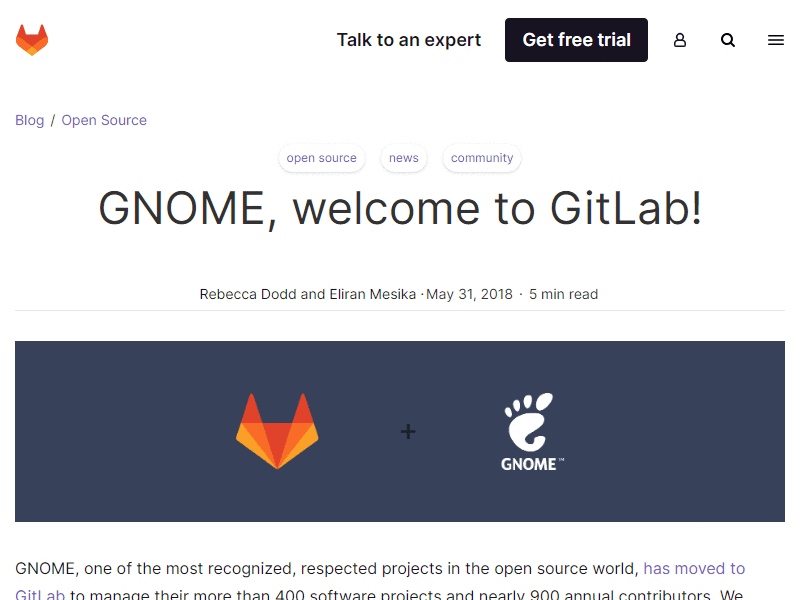 Talk to an expert Get free trial
Blog / Open Source
open source news community
GNOME, welcome to GitLab!
Rebecca Dodd and Eliran Mesika · May 31, 2018 · 5 min read
+ GNOME™
GNOME, one of the most recognized, respected projects in the open source world, has moved to
GitLab to manage their more than 400 software projects and nearly 900 annual contributors. We